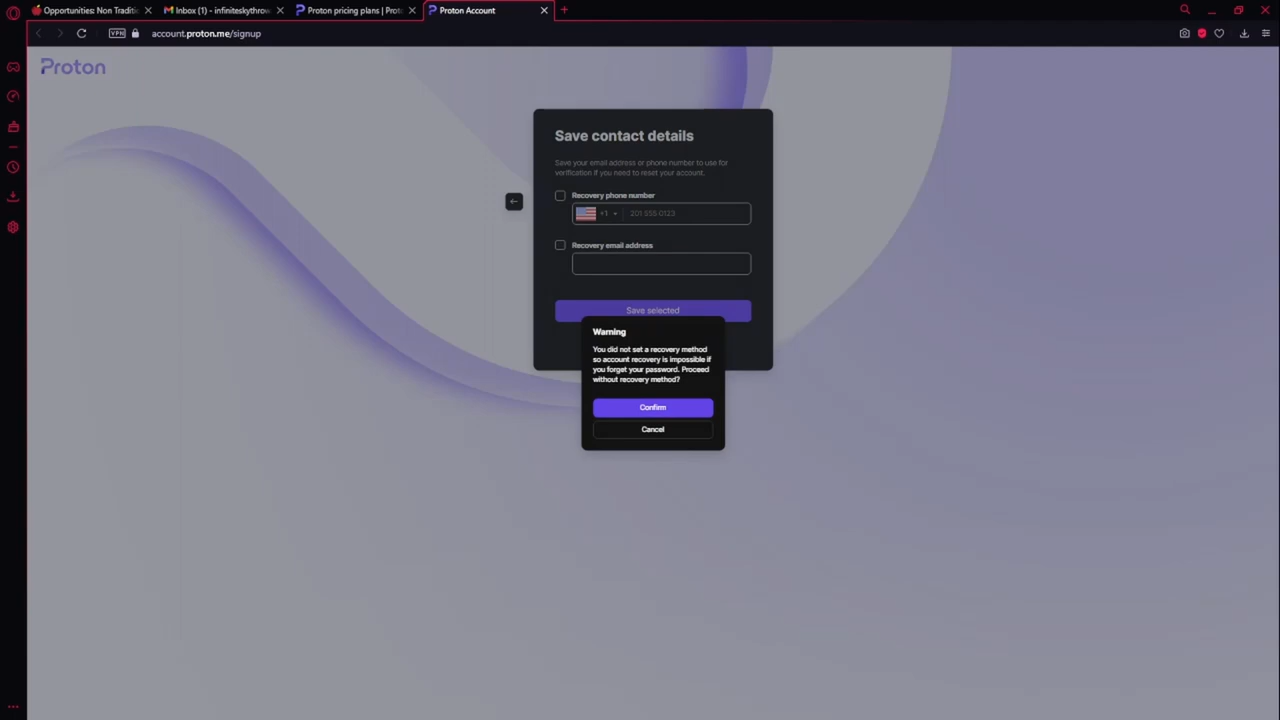 Opportunities: Non Traditi
Inbox (1) - infiniteskythrow
Proton pricing plans | Prot
Proton Account
VPN
account.proton.me/signup
Proton
Save contact details
Save your email address or phone number to use for
verification if you need to reset your account.
Recovery phone number
+1
201 555 0123
Recovery email address
Save selected
Warning
You did not set a recovery method
so account recovery is impossible if
you forget your password. Proceed
without recovery method?
Confirm
Cancel